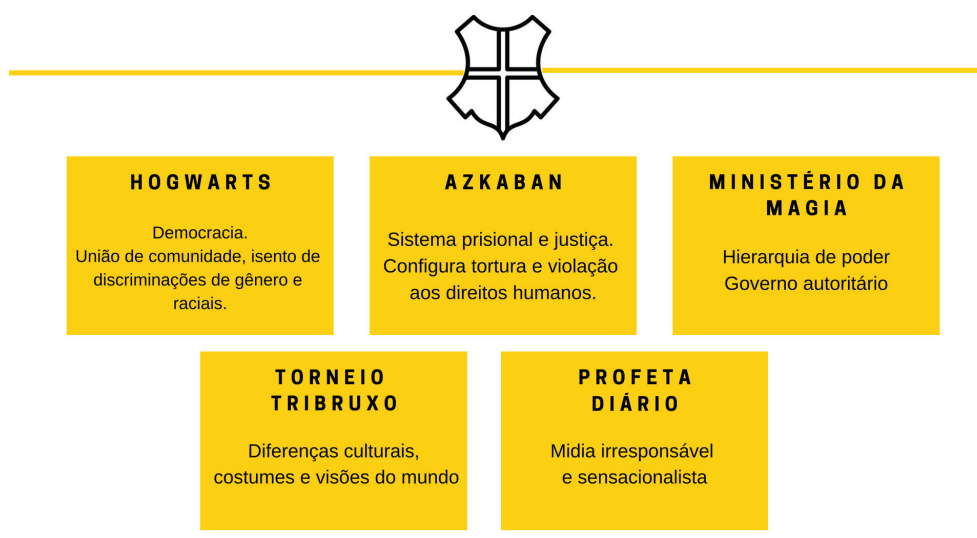 HOGWARTS
Democracia.
União de comunidade, isento de
discriminações de gênero e
raciais.
AZKABAN
Sistema prisional e justiça.
Configura tortura e violação
aos direitos humanos.
MINISTÉRIO DA
MAGIA
Hierarquia de poder
Governo autoritário
TORNEIO
TRIBRUXO
Diferenças culturais,
costumes e visões do mundo
PROFETA
DIÁRIO
Midia irresponsável
e sensacionalista